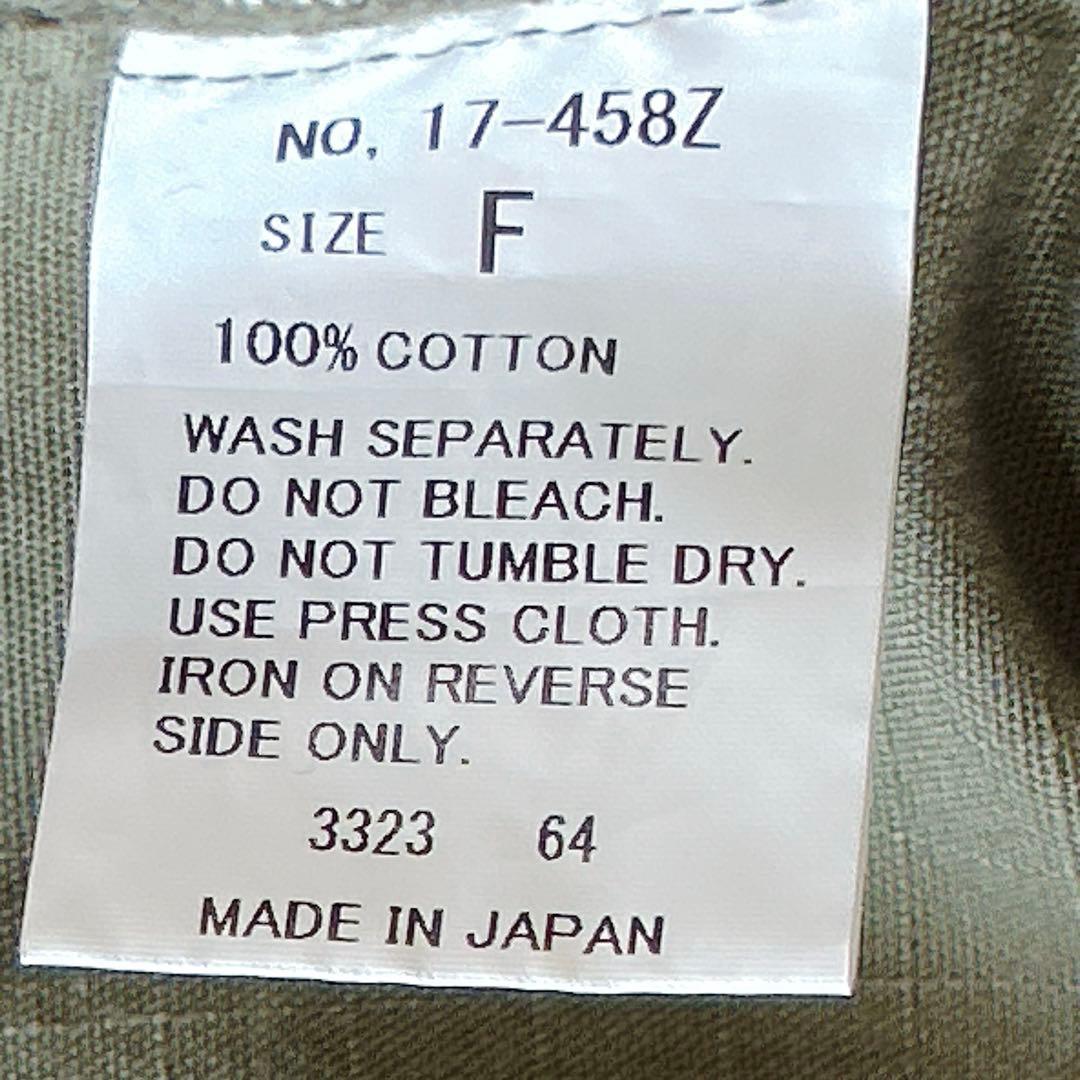 NO. 17-458Z
SIZE F
100% COTTON
WASH SEPARATELY.
DO NOT BLEACH.
DO NOT TUMBLE DRY.
USE PRESS CLOTH.
IRON ON REVERSE
SIDE ONLY.
3323 64
MADE IN JAPAN